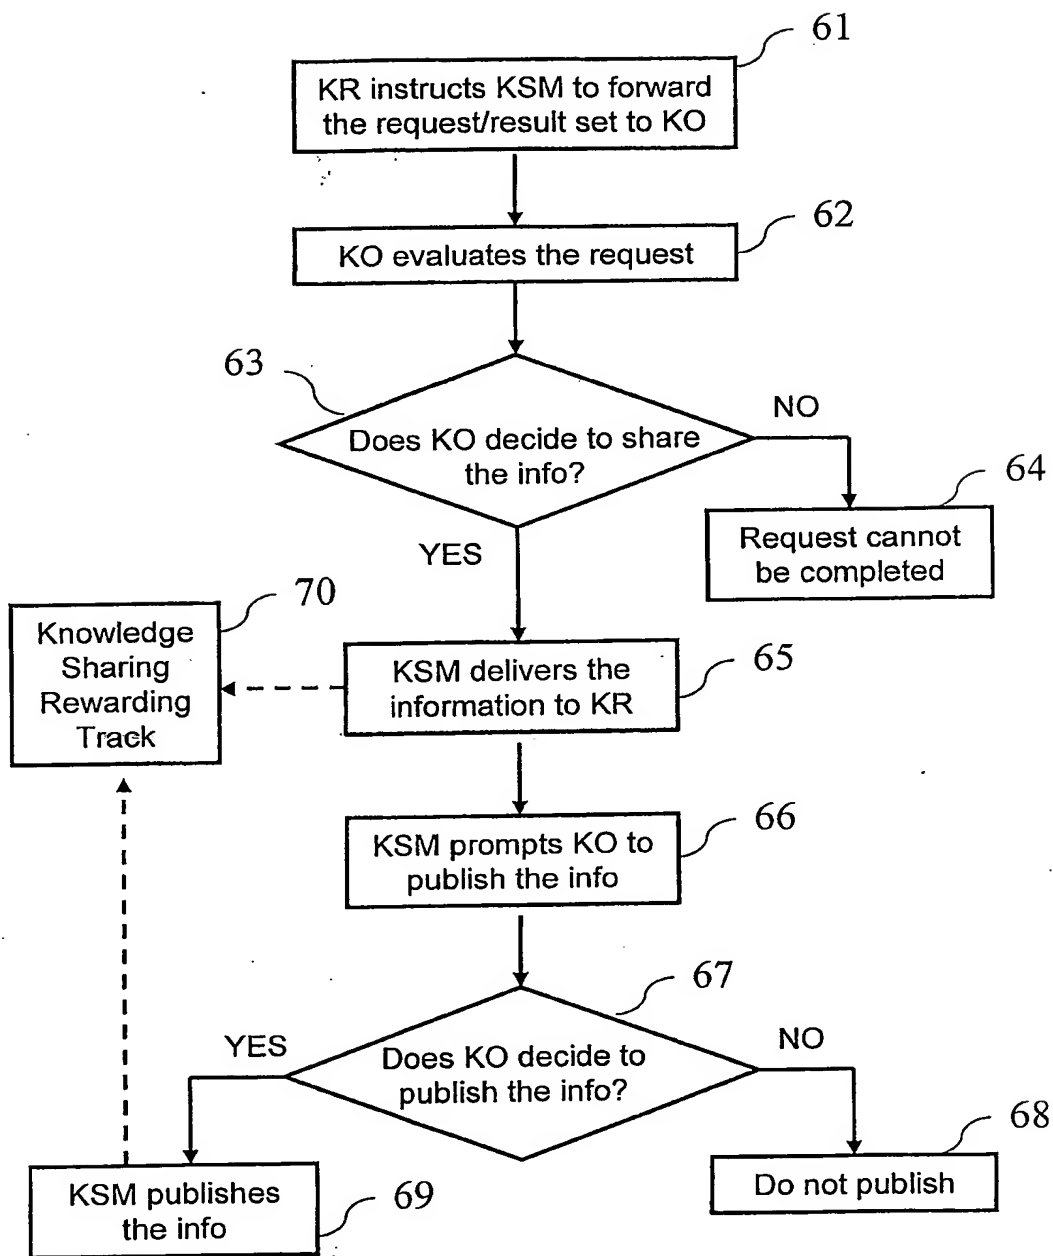 61
KR instructs KSM to forward
the request/result set to KO
62
KO evaluates the request
63
Does KO decide to share
the info?
NO
64
Request cannot
be completed
YES
70
Knowledge
Sharing
Rewarding
Track
65
KSM delivers the
information to KR
66
KSM prompts KO to
publish the info
67
Does KO decide to
publish the info?
YES
NO
68
Do not publish
69
KSM publishes
the info